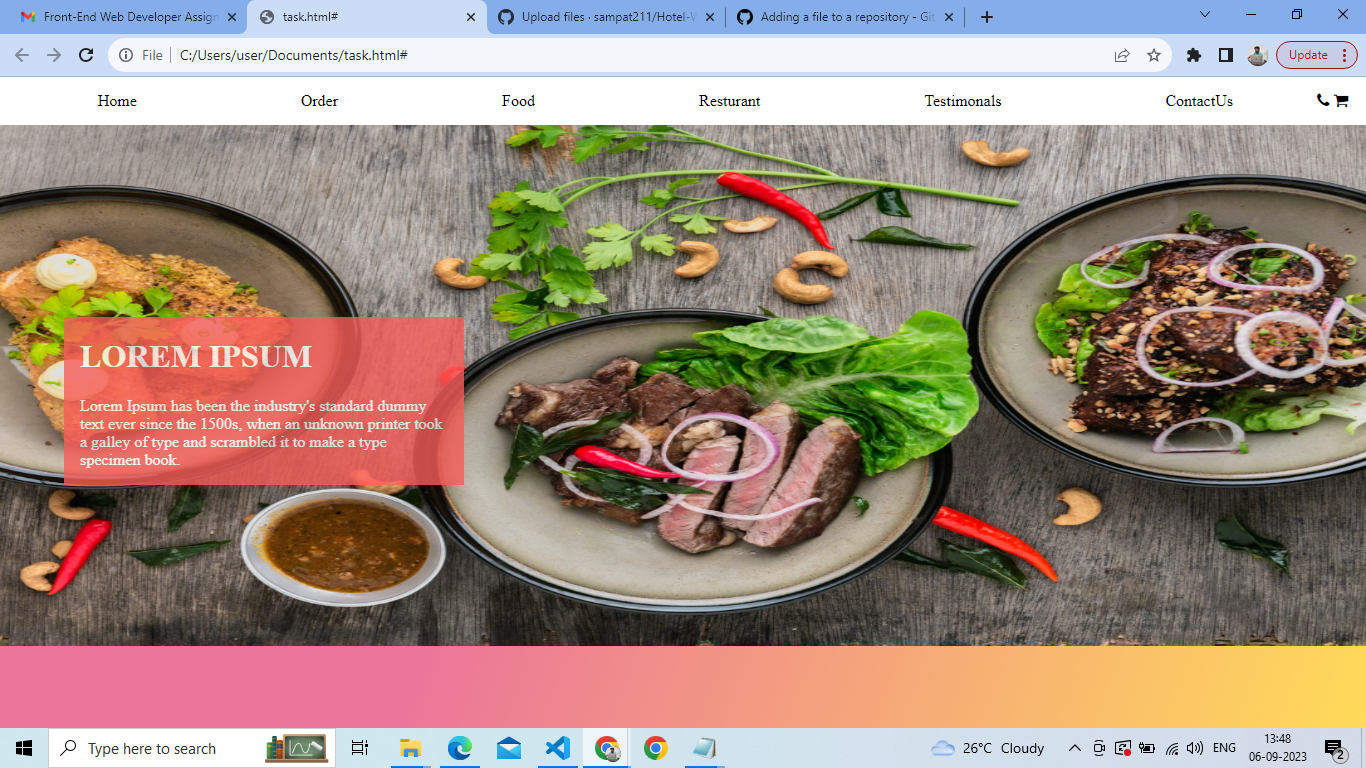 Front-End Web Developer Assign
task.html#
Upload files · sampat211/Hotel-W
Adding a file to a repository - Git
File
C:/Users/user/Documents/task.html#
Update
Home
Order
Food
Resturant
Testimonals
ContactUs
LOREM IPSUM
Lorem Ipsum has been the industry's standard dummy
text ever since the 1500s, when an unknown printer took
a galley of type and scrambled it to make a type
specimen book.
Type here to search
26°C Cloudy
ENG
13:48
06-09-2023
2